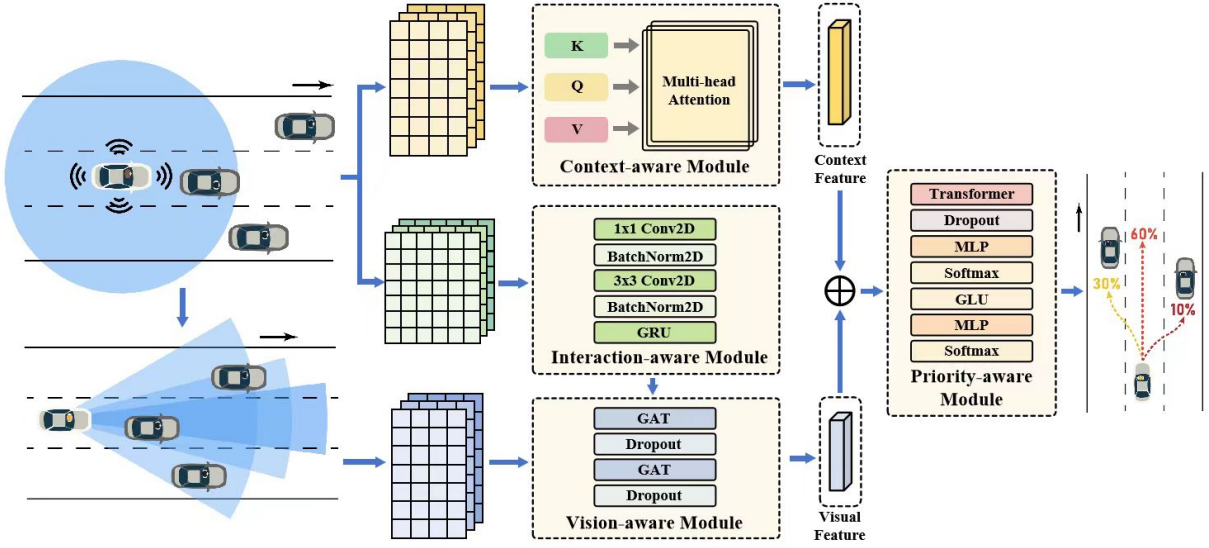 K
Q
V
Multi-head
Attention
Context-aware Module
Context
Feature
1x1 Conv2D
BatchNorm2D
3x3 Conv2D
BatchNorm2D
GRU
Interaction-aware Module
GAT
Dropout
GAT
Dropout
Vision-aware Module
Visual
Feature
Transformer
Dropout
MLP
Softmax
GLU
MLP
Softmax
Priority-aware
Module
60%
30%
10%